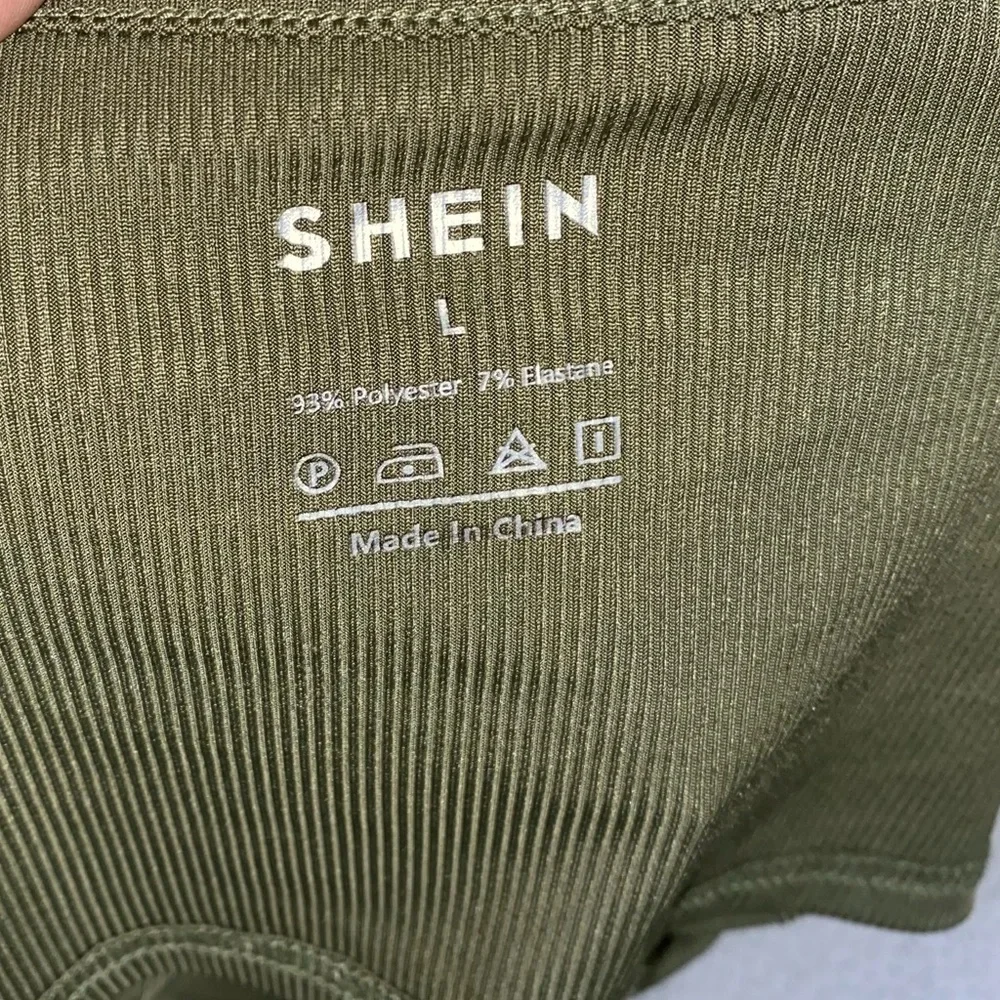 SHEIN
L
93% Polyester 7% Elastane
P
Made In China